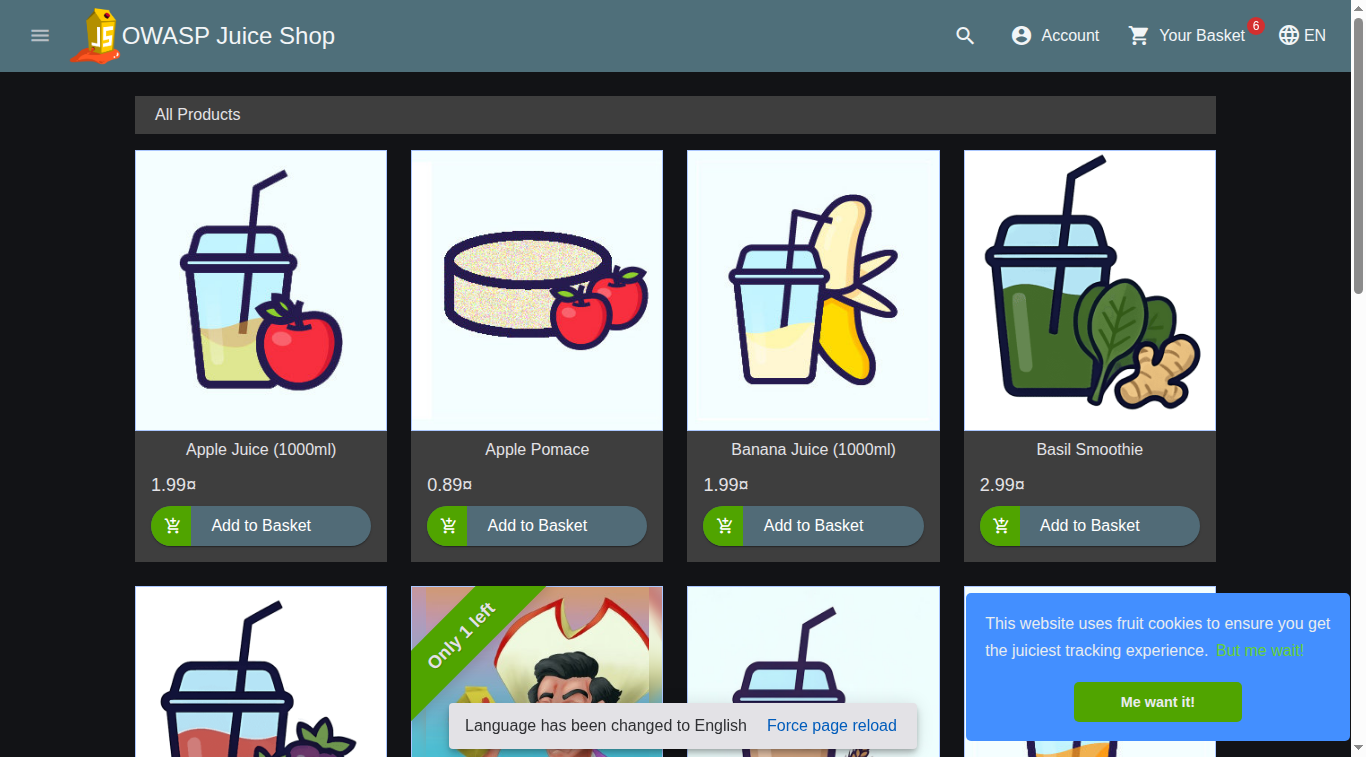 JS
OWASP Juice Shop
Account
Your Basket
6
EN
All Products
Apple Juice (1000ml)
1.99¤
Add to Basket
Apple Pomace
0.89¤
Add to Basket
Banana Juice (1000ml)
1.99¤
Add to Basket
Basil Smoothie
2.99¤
Add to Basket
Only 1 left
Language has been changed to English
Force page reload
This website uses fruit cookies to ensure you get
the juiciest tracking experience. But me wait!
Me want it!